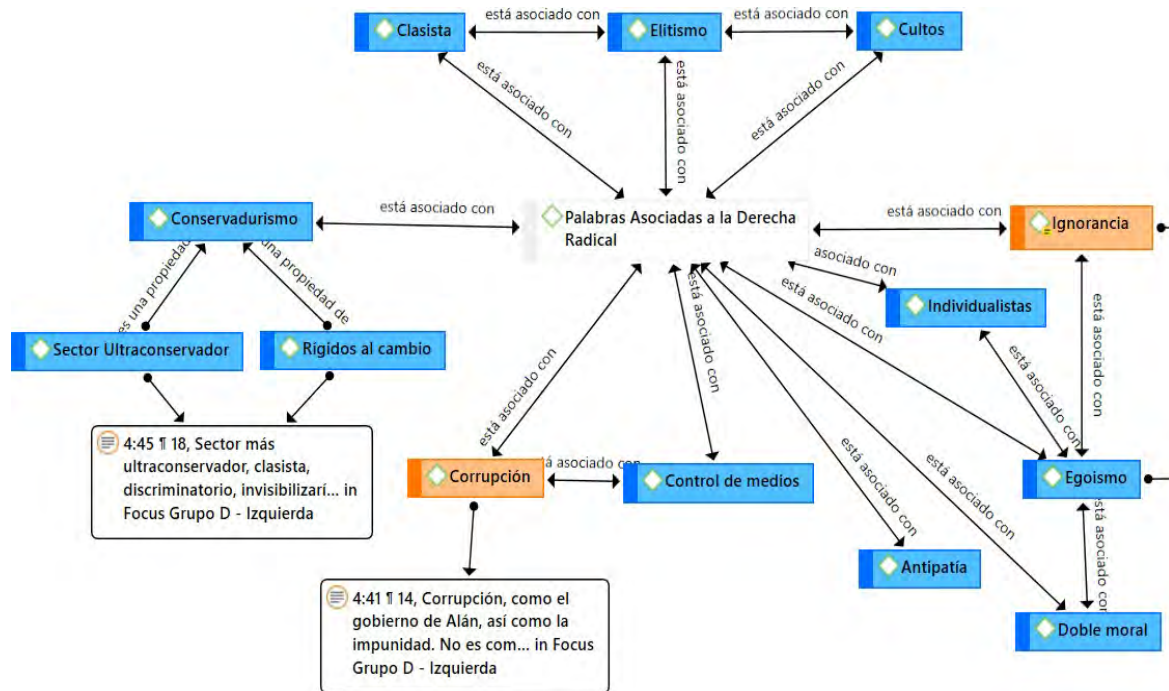 está asociado con
está asociado con
Clasista
Elitismo
Cultos
está asociado con
está asociado con
está asociado con
Conservadurismo
está asociado con
Palabras Asociadas a la Derecha
Radical
está asociado con
Ignorancia
es una propiedad
una propiedad de
asociado con
Individualistas
está asociado con
está asociado con
Sector Ultraconservador
Rígidos al cambio
está asociado con
está asociado con
está asociado con
4:45 ¶ 18, Sector más
ultraconservador, clasista,
discriminatorio, invisibilizarí... in
Focus Grupo D - Izquierda
Corrupción
está asociado con
Control de medios
está asociado con
está asociado con
Egoismo
está asociado con
Antipatía
Doble moral
4:41 ¶ 14, Corrupción, como el
gobierno de Alán, así como la
impunidad. No es com... in Focus
Grupo D - Izquierda